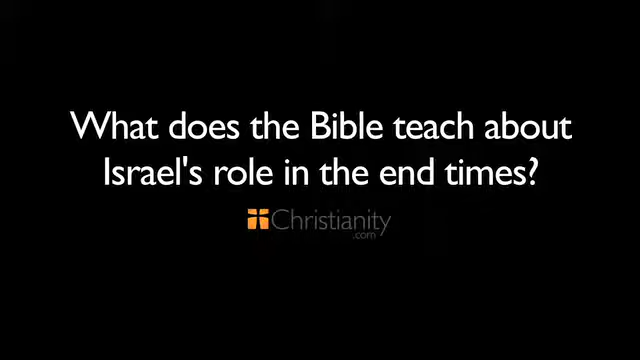 What does the Bible teach about
Israel's role in the end times?
Christianity
.com